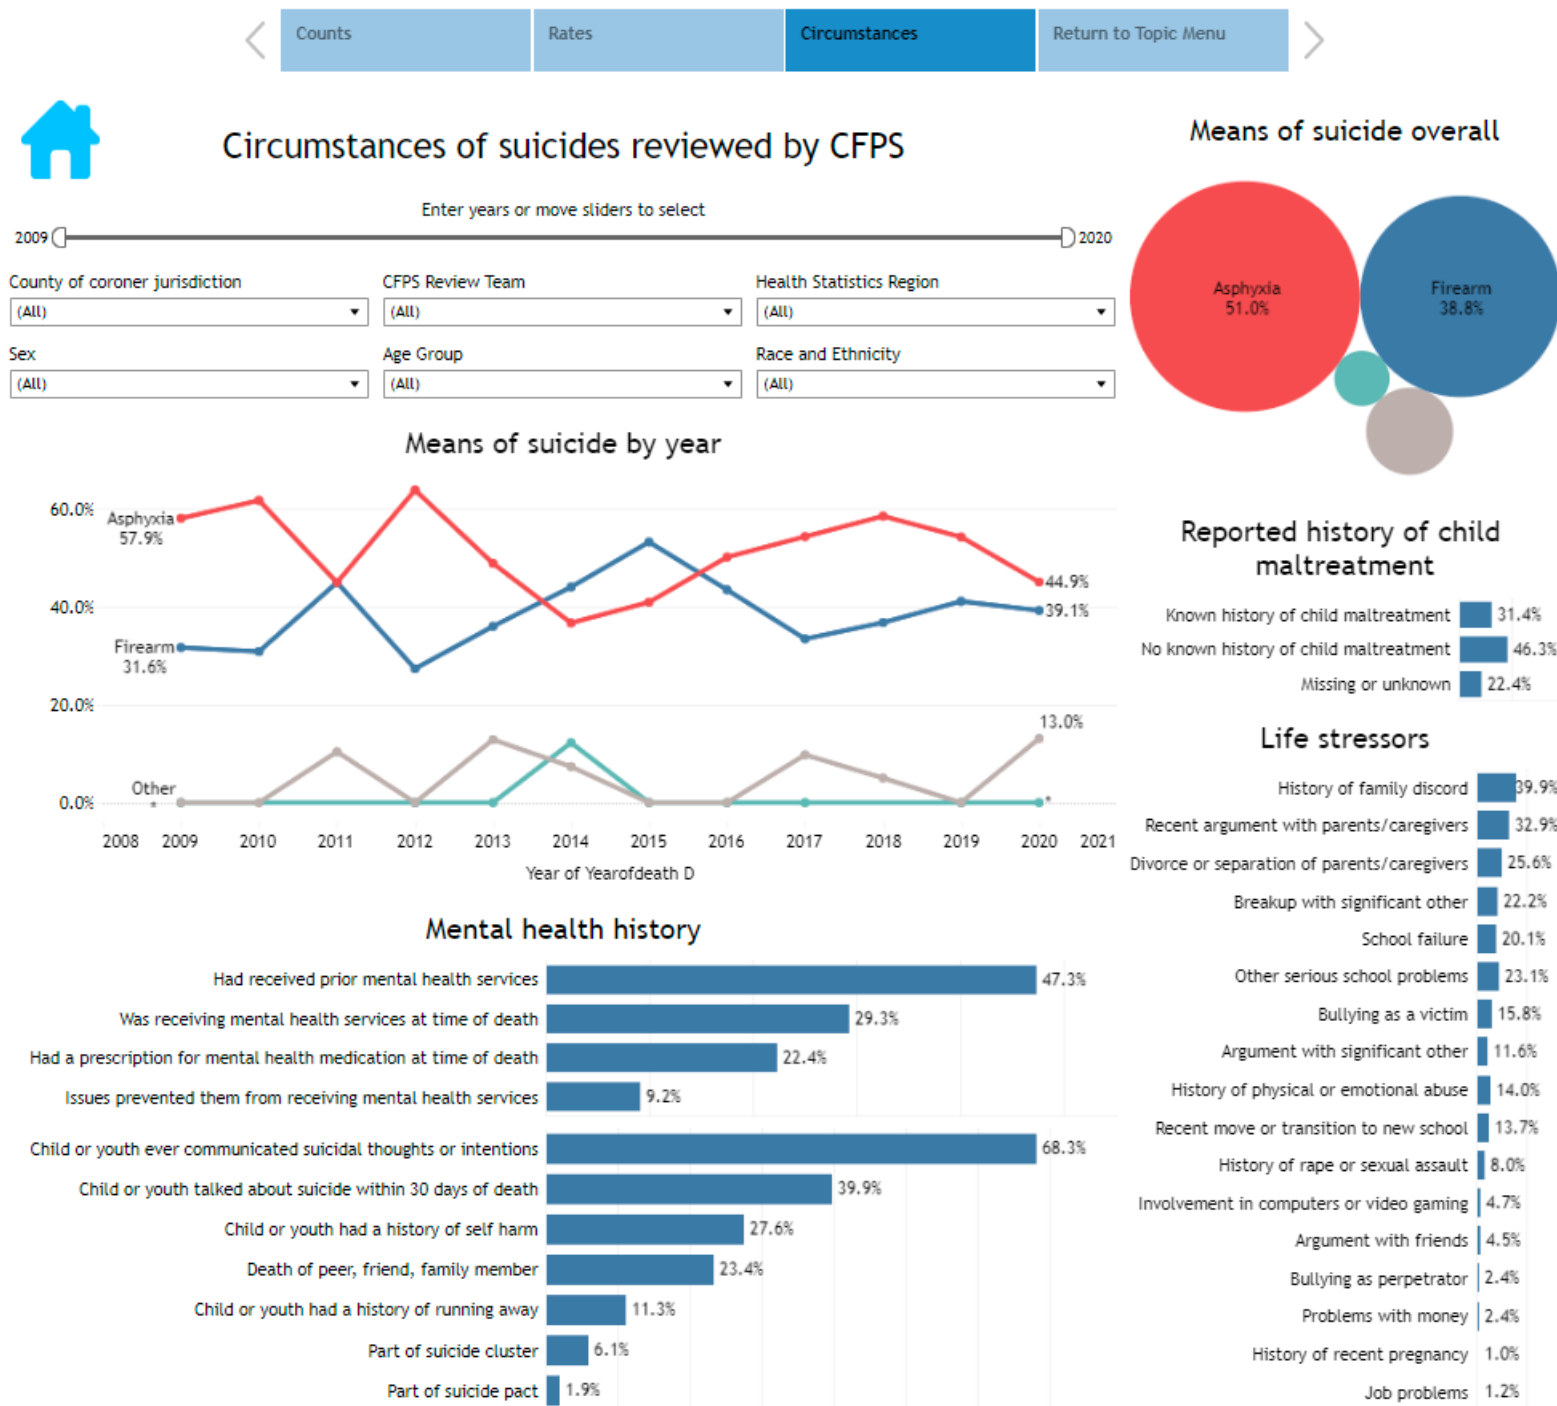 Counts
Rates
Circumstances
Return to Topic Menu
Circumstances of suicides reviewed by CFPS
Enter years or move sliders to select
2009
2020
County of coroner jurisdiction
CFPS Review Team
Health Statistics Region
(All)
(All)
(All)
Sex
Age Group
Race and Ethnicity
(All)
(All)
(All)
Means of suicide by year
60.0%
40.0%
20.0%
0.0%
Asphyxia
57.9%
Firearm
31.6%
Other
*
44.9%
39.1%
13.0%
*
2008
2009
2010
2011
2012
2013
2014
2015
2016
2017
2018
2019
2020
2021
Year of Yearofdeath D
Mental health history
Had received prior mental health services 47.3%
Was receiving mental health services at time of death 29.3%
Had a prescription for mental health medication at time of death 22.4%
Issues prevented them from receiving mental health services 9.2%
Child or youth ever communicated suicidal thoughts or intentions 68.3%
Child or youth talked about suicide within 30 days of death 39.9%
Child or youth had a history of self harm 27.6%
Death of peer, friend, family member 23.4%
Child or youth had a history of running away 11.3%
Part of suicide cluster 6.1%
Part of suicide pact 1.9%
Means of suicide overall
Asphyxia
51.0%
Firearm
38.8%
Reported history of child
maltreatment
Known history of child maltreatment 31.4%
No known history of child maltreatment 46.3%
Missing or unknown 22.4%
Life stressors
History of family discord 39.9%
Recent argument with parents/caregivers 32.9%
Divorce or separation of parents/caregivers 25.6%
Breakup with significant other 22.2%
School failure 20.1%
Other serious school problems 23.1%
Bullying as a victim 15.8%
Argument with significant other 11.6%
History of physical or emotional abuse 14.0%
Recent move or transition to new school 13.7%
History of rape or sexual assault 8.0%
Involvement in computers or video gaming 4.7%
Argument with friends 4.5%
Bullying as perpetrator 2.4%
Problems with money 2.4%
History of recent pregnancy 1.0%
Job problems 1.2%